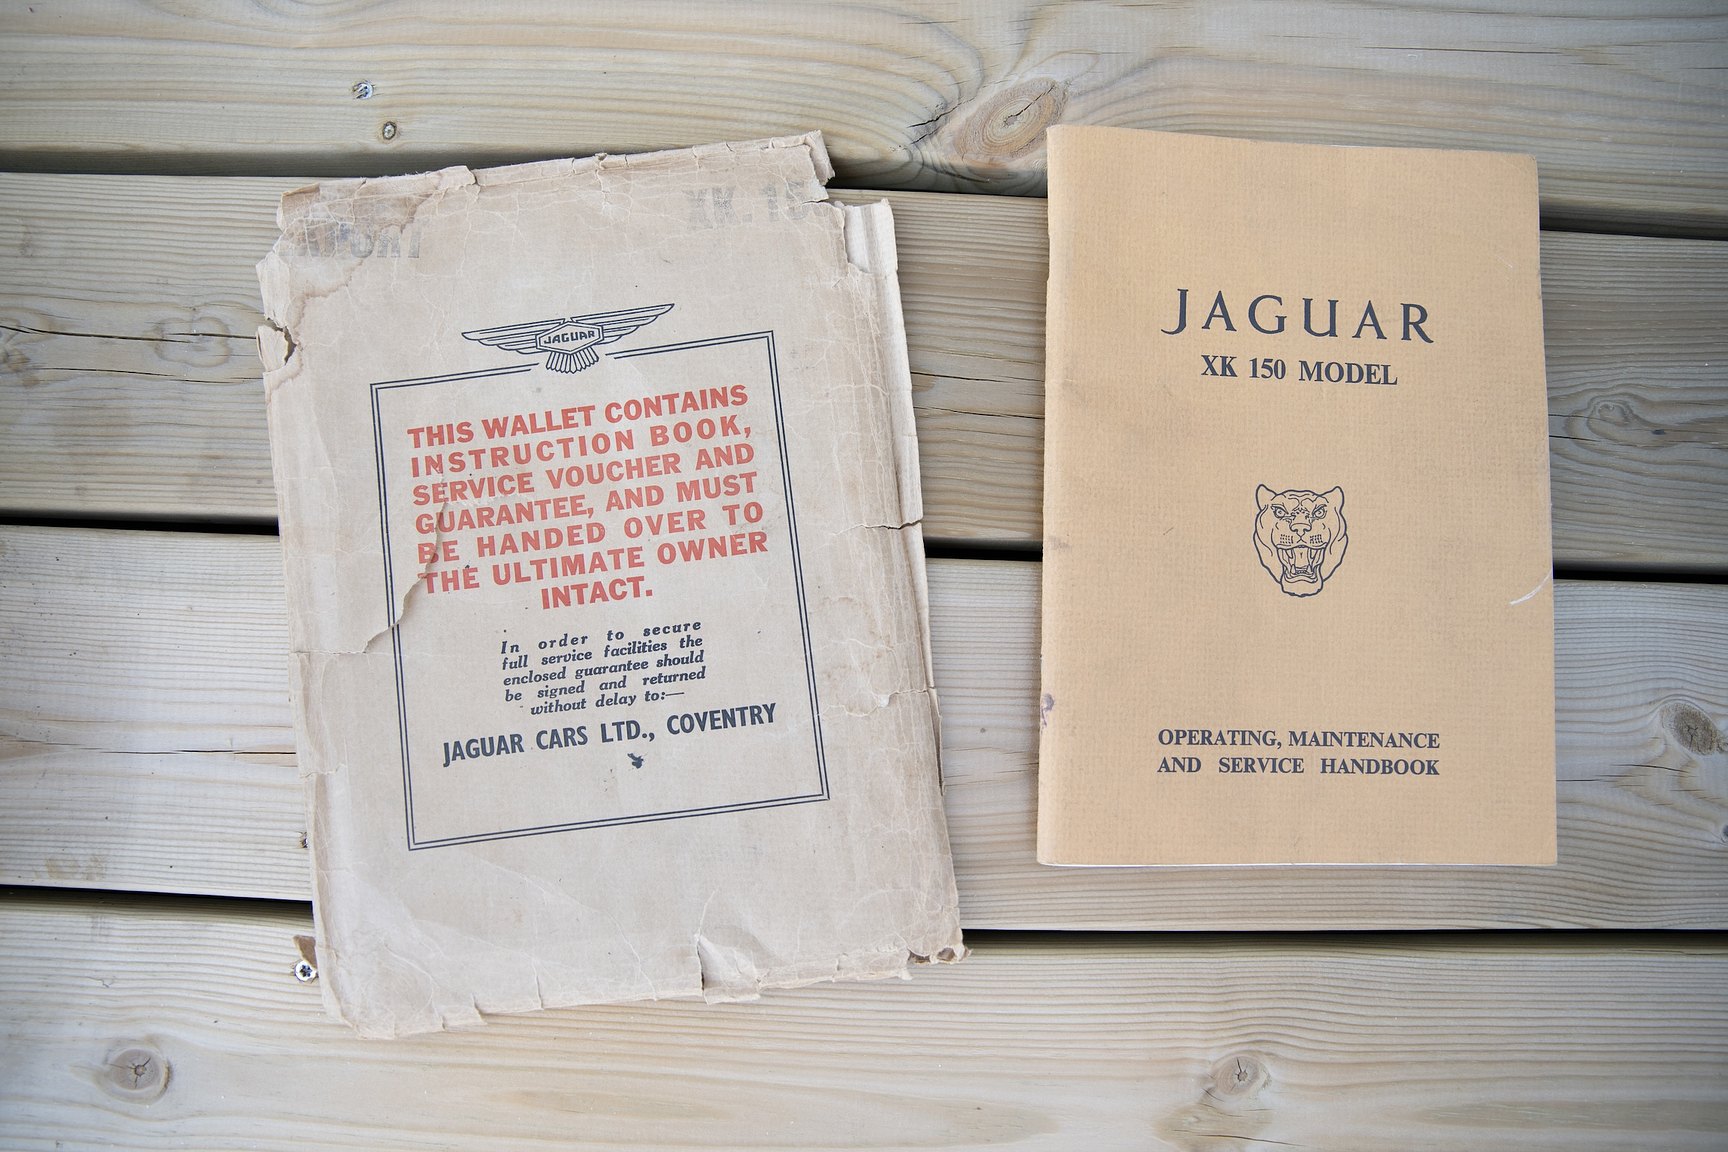 XK.15
JAGUAR
THIS WALLET CONTAINS
INSTRUCTION BOOK,
SERVICE VOUCHER AND
GUARANTEE, AND MUST
BE HANDED OVER TO
THE ULTIMATE OWNER
INTACT.
In order to secure
full service facilities the
enclosed guarantee should
be signed and returned
without delay to:—
JAGUAR CARS LTD., COVENTRY
JAGUAR
XK 150 MODEL
OPERATING, MAINTENANCE
AND SERVICE HANDBOOK